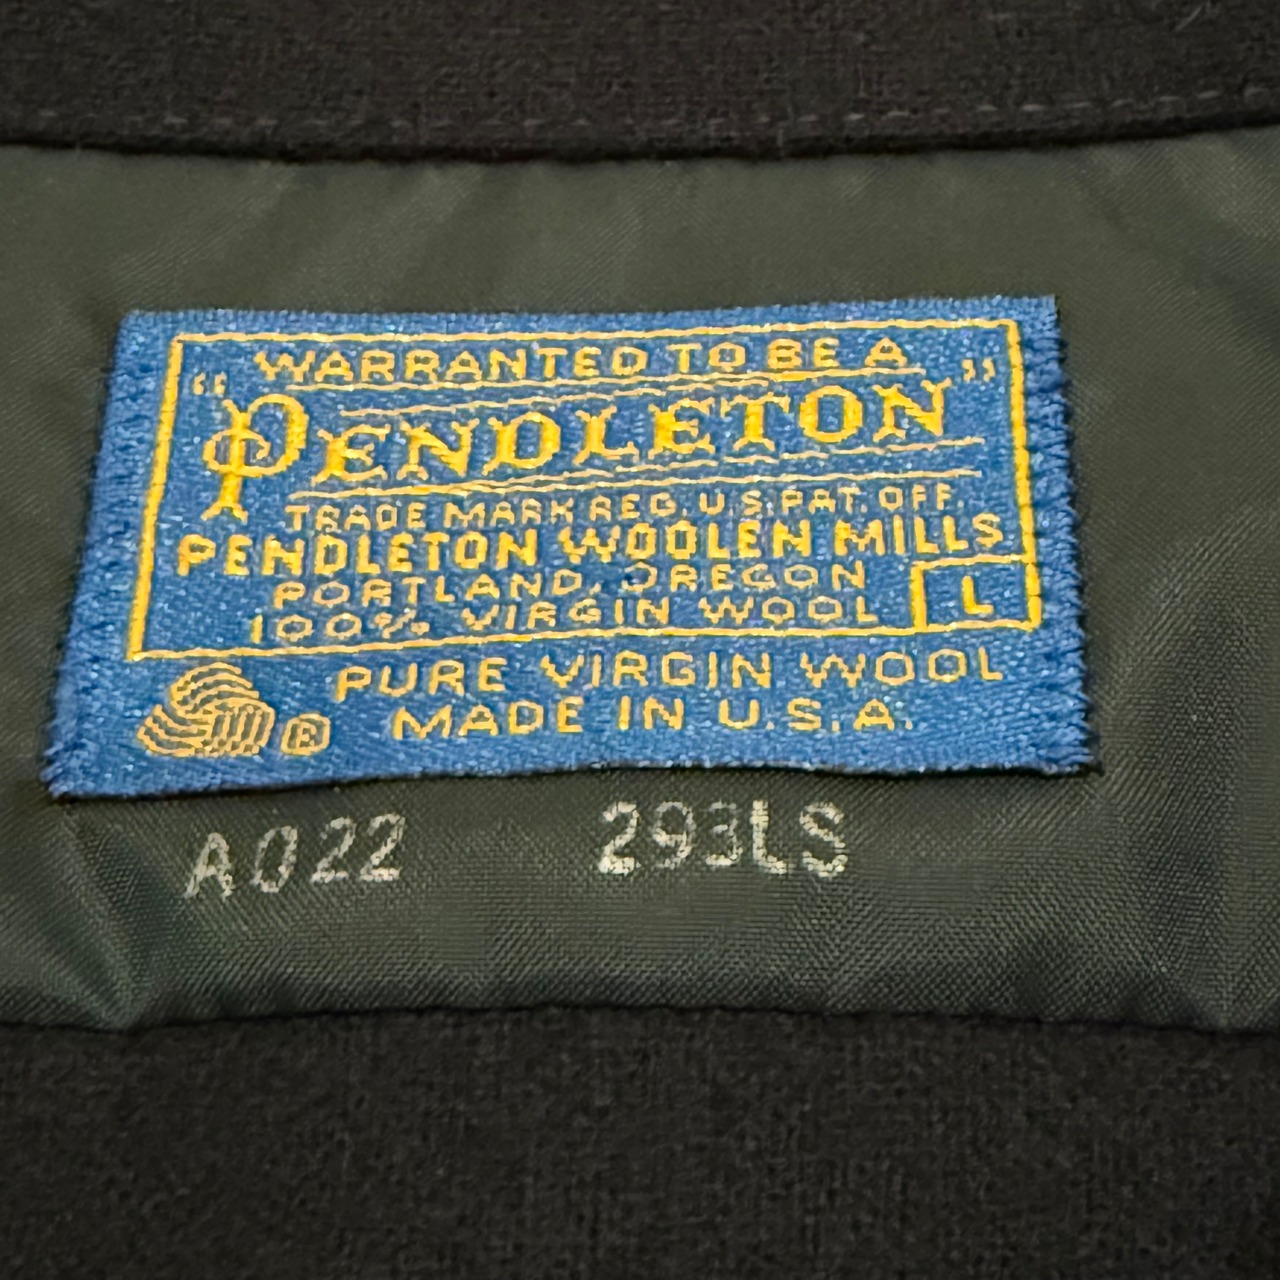 WARRANTED TO BE A
"PENDLETON"
TRADE MARK REG. U.S. PAT. OFF.
PENDLETON WOOLEN MILLS
PORTLAND, OREGON
100% VIRGIN WOOL L
PURE VIRGIN WOOL
® MADE IN U.S.A.
A022 293LS